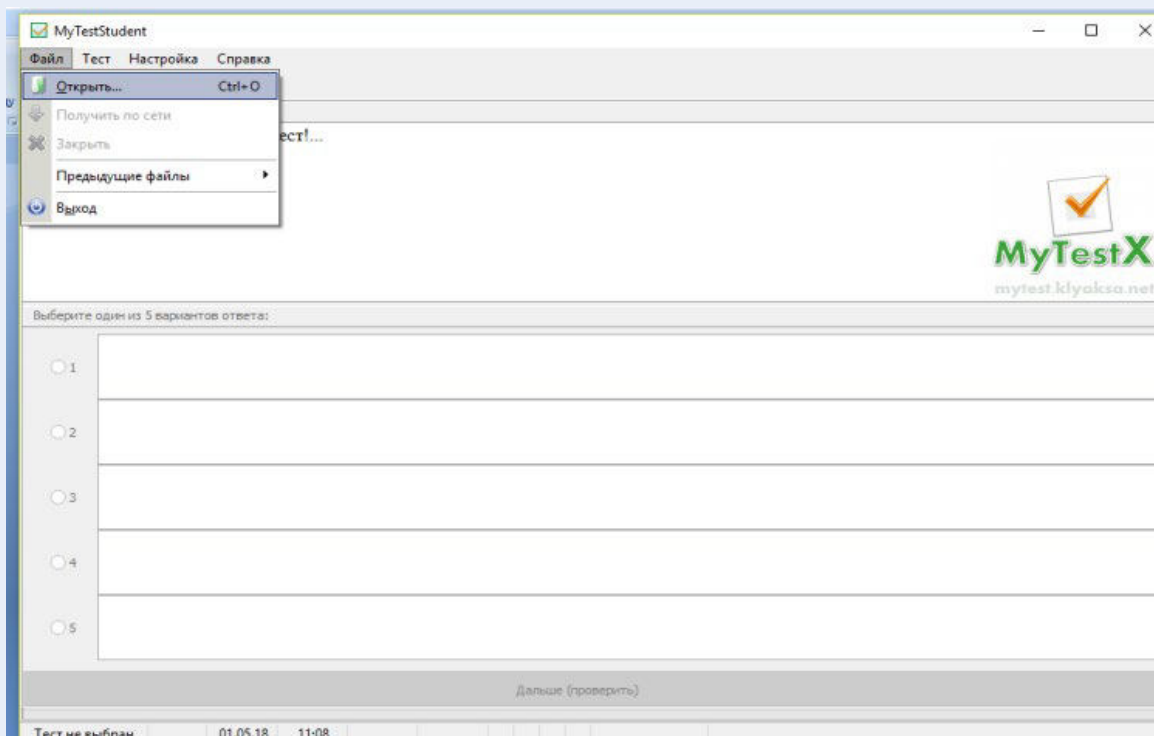 MyTestStudent
Файл Тест Настройка Справка
Открыть... Ctrl+O
Получить по сети
Закрыть
ест!...
Предыдущие файлы
Выход
MyTestX
mytest.klyaksa.net
Выберите один из 5 вариантов ответа:
1
2
3
4
5
Дальше (проверить)
Тест не выбран 01.05.18 11:08